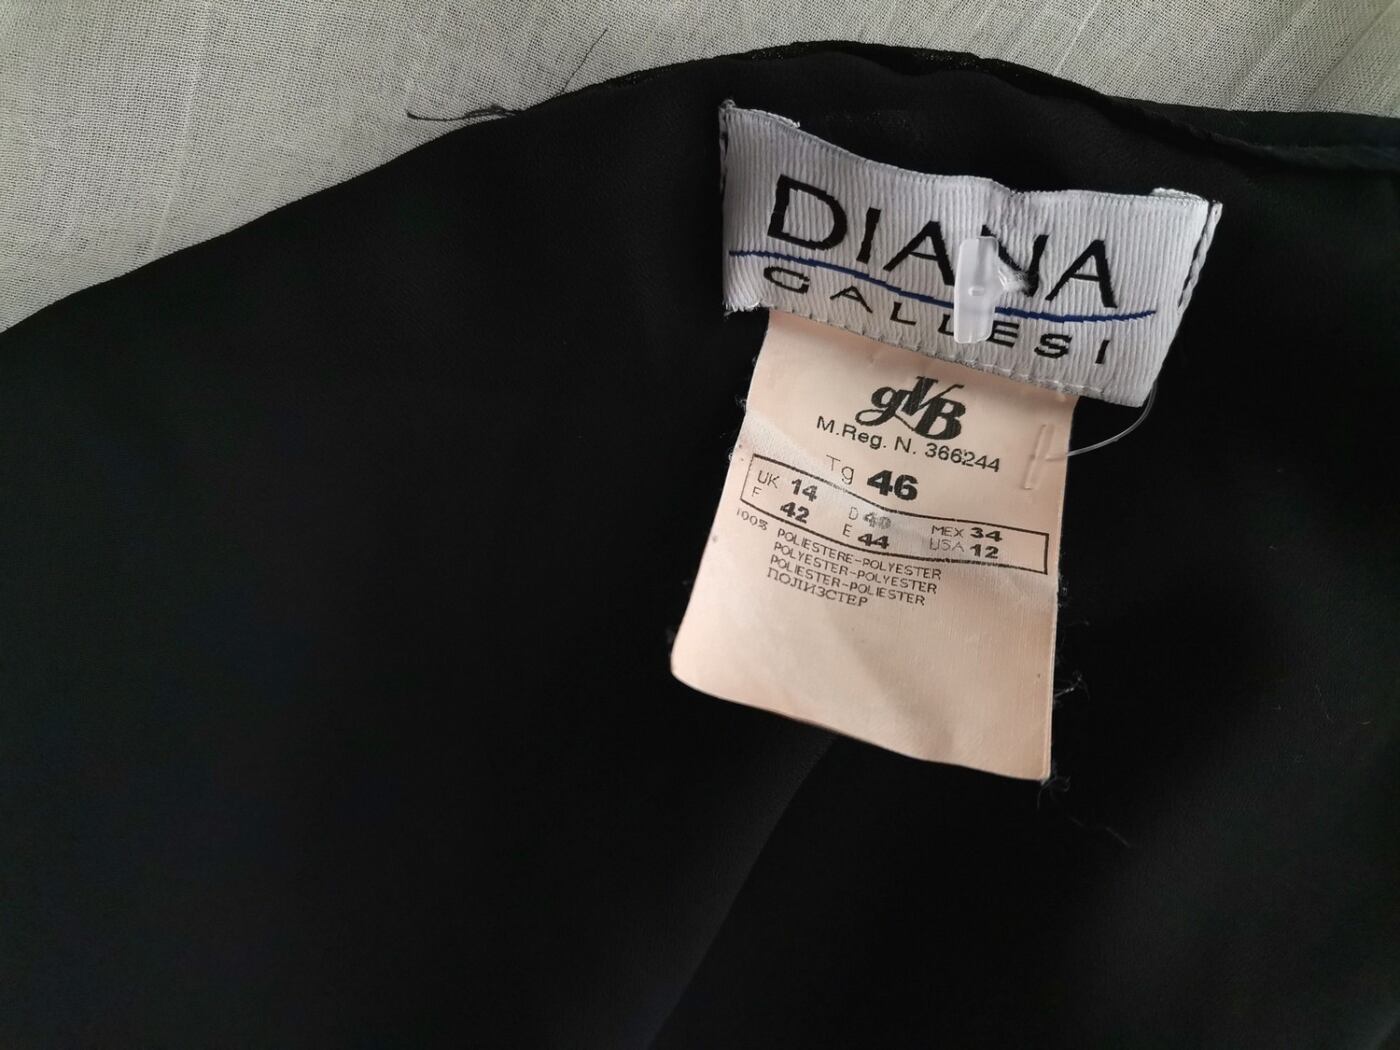 DIANA
GALLESI
gVB
M.Reg. N. 366244
Tg 46
UK 14 D 40 MEX 34
F 42 E 44 USA 12
100% POLIESTERE-POLYESTER
POLYESTER-POLYESTER
POLIESTER-POLIESTER
ПОЛИЗСТЕР